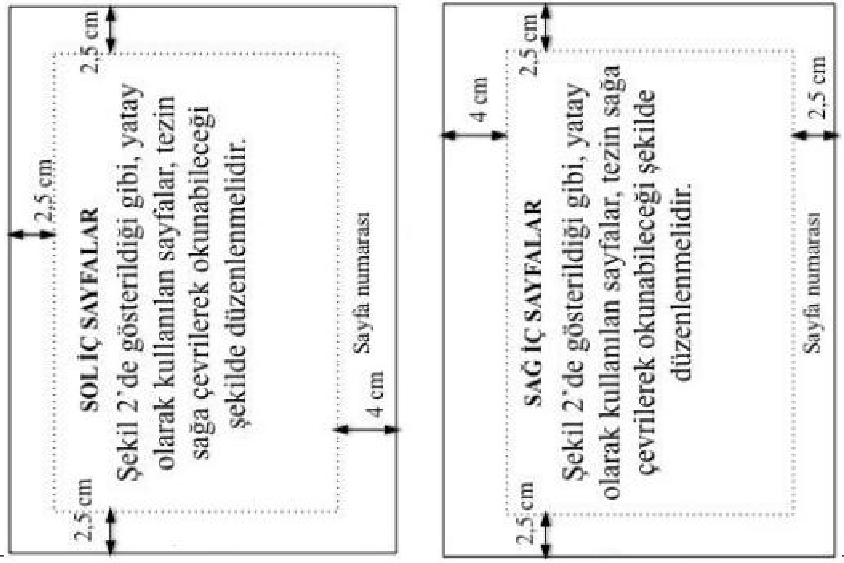 2,5 cm
2,5 cm
2,5 cm
SOL İÇ SAYFALAR
Şekil 2'de gösterildiği gibi, yatay
olarak kullanılan sayfalar, tezin
sağa çevrilerek okunabileceği
şekilde düzenlenmelidir.
Sayfa numarası
4 cm
4 cm
2,5 cm
2,5 cm
SAĞ İÇ SAYFALAR
Şekil 2'de gösterildiği gibi, yatay
olarak kullanılan sayfalar, tezin sağa
çevrilerek okunabileceği şekilde
düzenlenmelidir.
Sayfa numarası
2,5 cm